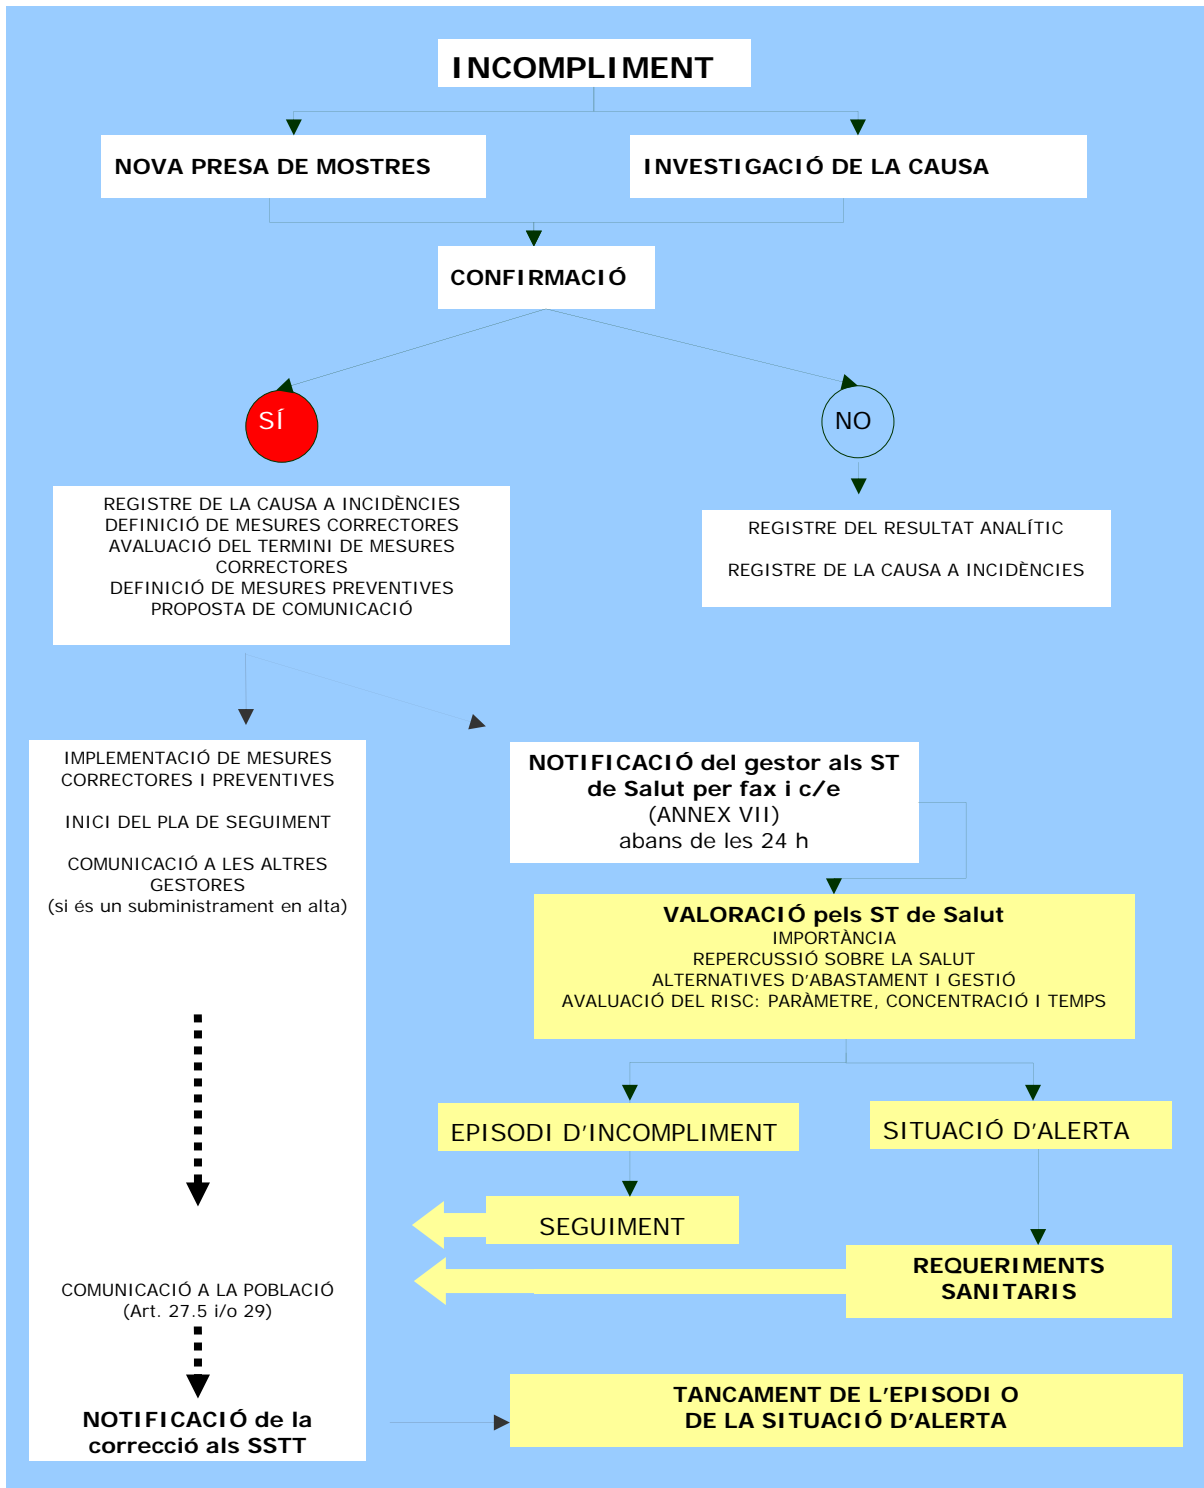 INCOMPLIMENT
NOVA PRESA DE MOSTRES
INVESTIGACIÓ DE LA CAUSA
CONFIRMACIÓ
SÍ
NO
REGISTRE DE LA CAUSA A INCIDÈNCIES
DEFINICIÓ DE MESURES CORRECTORES
AVALUACIÓ DEL TERMINI DE MESURES
CORRECTORES
DEFINICIÓ DE MESURES PREVENTIVES
PROPOSTA DE COMUNICACIÓ
REGISTRE DEL RESULTAT ANALÍTIC
REGISTRE DE LA CAUSA A INCIDÈNCIES
IMPLEMENTACIÓ DE MESURES
CORRECTORES I PREVENTIVES
INICI DEL PLA DE SEGUIMENT
COMUNICACIÓ A LES ALTRES
GESTORES
(si és un subministrament en alta)
NOTIFICACIÓ del gestor als ST
de Salut per fax i c/e
(ANNEX VII)
abans de les 24 h
VALORACIÓ pels ST de Salut
IMPORTÀNCIA
REPERCUSSIÓ SOBRE LA SALUT
ALTERNATIVES D'ABASTAMENT I GESTIÓ
AVALUACIÓ DEL RISC: PARÀMETRE, CONCENTRACIÓ I TEMPS
EPISODI D'INCOMPLIMENT
SITUACIÓ D'ALERTA
SEGUIMENT
REQUERIMENTS
SANITARIS
COMUNICACIÓ A LA POBLACIÓ
(Art. 27.5 i/o 29)
NOTIFICACIÓ de la
correcció als SSTT
TANCAMENT DE L'EPISODI O
DE LA SITUACIÓ D'ALERTA